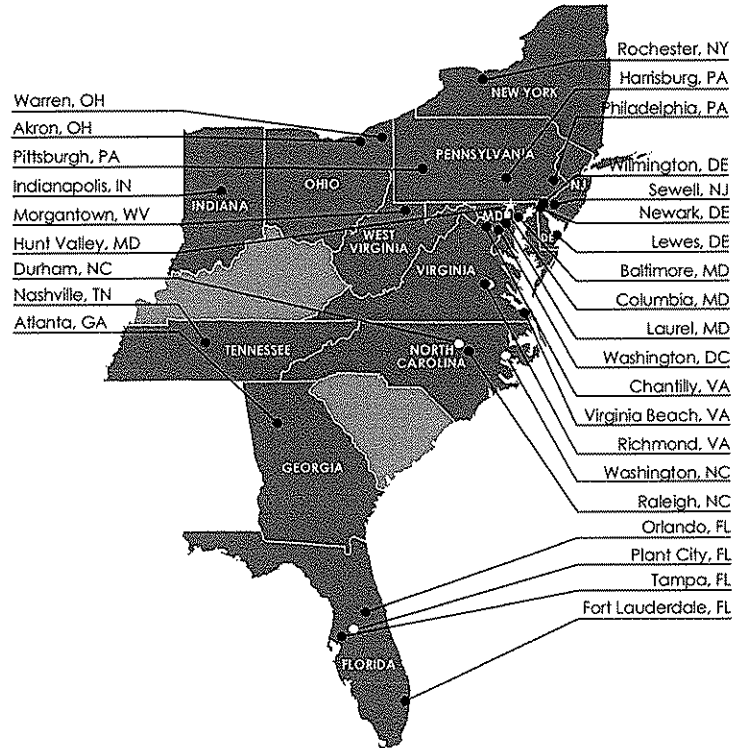 Rochester, NY
Harrisburg, PA
Philadelphia, PA
Wilmington, DE
Sewell, NJ
Newark, DE
Lewes, DE
Baltimore, MD
Columbia, MD
Laurel, MD
Washington, DC
Chantilly, VA
Virginia Beach, VA
Richmond, VA
Washington, NC
Raleigh, NC
Orlando, FL
Plant City, FL
Tampa, FL
Fort Lauderdale, FL
Warren, OH
Akron, OH
Pittsburgh, PA
Indianapolis, IN
Morgantown, WV
Hunt Valley, MD
Durham, NC
Nashville, TN
Atlanta, GA
NEW YORK
PENNSYLVANIA
NJ
OHIO
INDIANA
MD
WEST
VIRGINIA
VIRGINIA
TENNESSEE
NORTH
CAROLINA
GEORGIA
FLORIDA